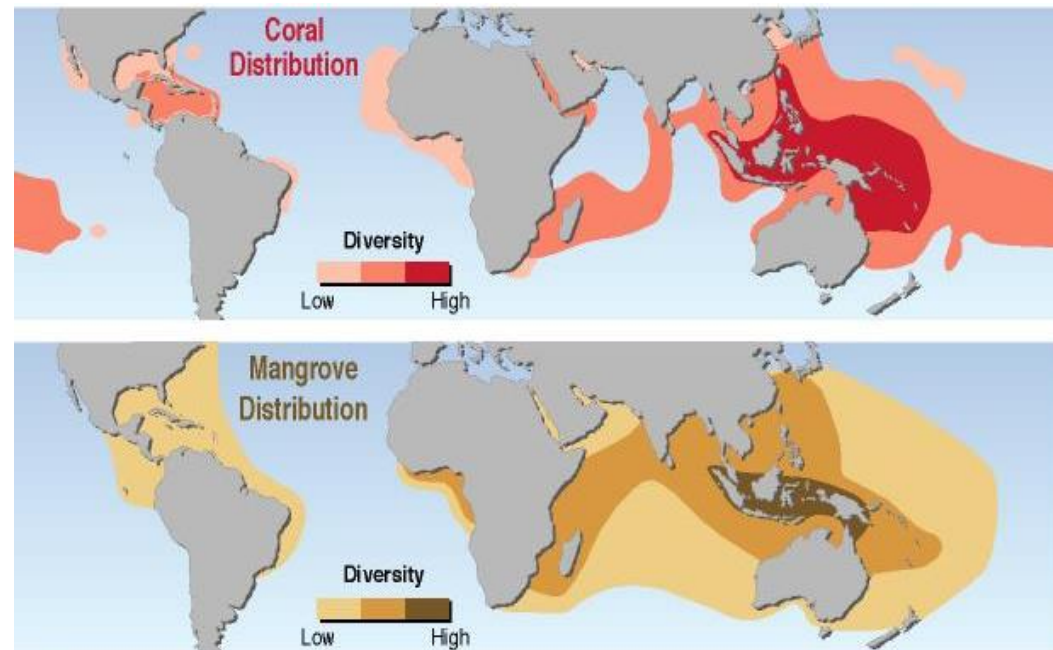 Coral
Distribution
Diversity
Low High
Mangrove
Distribution
Diversity
Low High